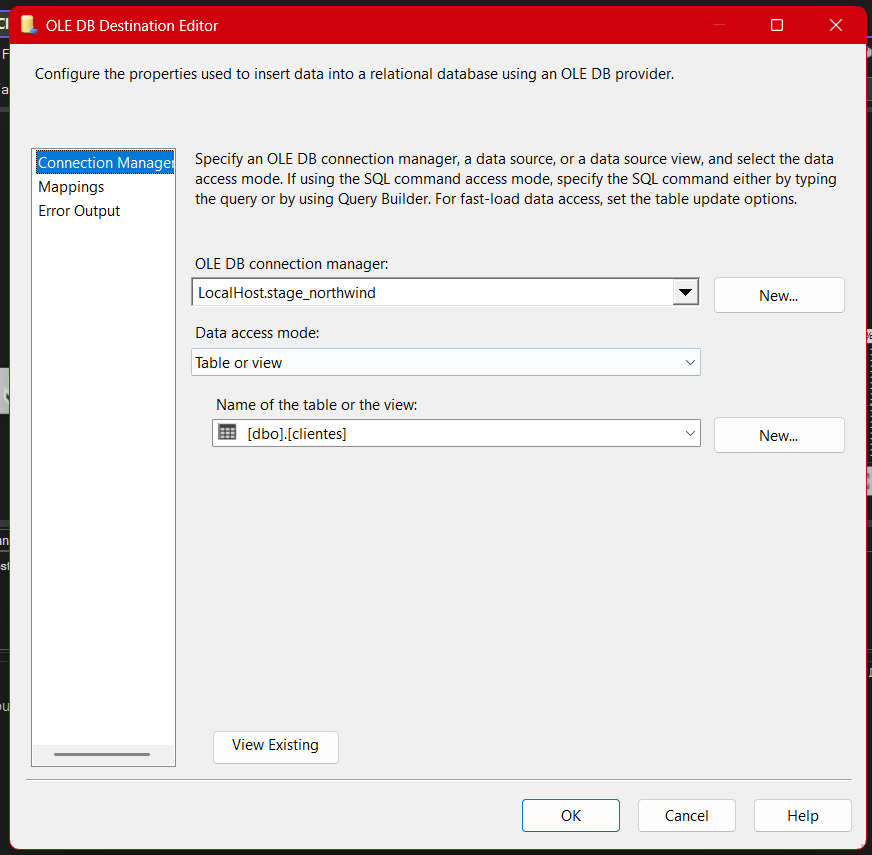 OLE DB Destination Editor
Configure the properties used to insert data into a relational database using an OLE DB provider.
Connection Manager
Mappings
Error Output
Specify an OLE DB connection manager, a data source, or a data source view, and select the data
access mode. If using the SQL command access mode, specify the SQL command either by typing
the query or by using Query Builder. For fast-load data access, set the table update options.
OLE DB connection manager:
LocalHost.stage_northwind
New...
Data access mode:
Table or view
Name of the table or the view:
[dbo].[clientes]
New...
View Existing
OK
Cancel
Help